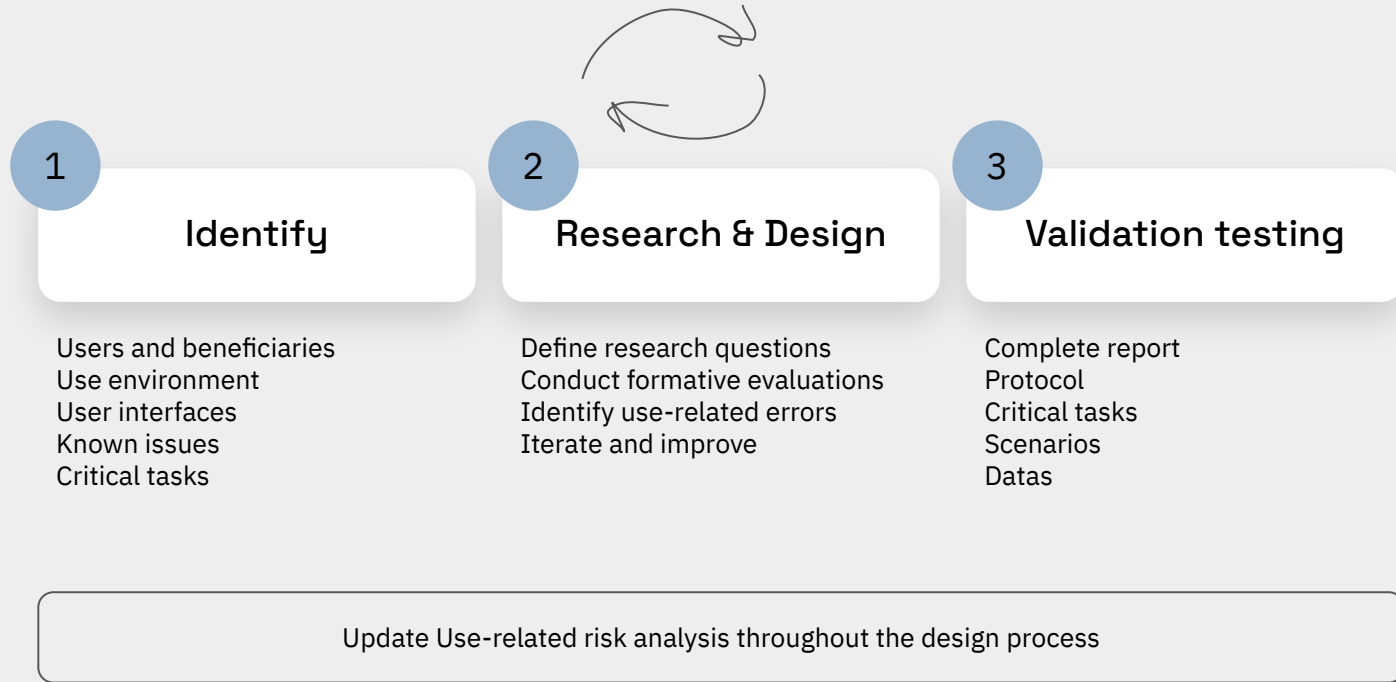 1
Identify
Users and beneficiaries
Use environment
User interfaces
Known issues
Critical tasks
2
Research & Design
Define research questions
Conduct formative evaluations
Identify use-related errors
Iterate and improve
3
Validation testing
Complete report
Protocol
Critical tasks
Scenarios
Datas
Update Use-related risk analysis throughout the design process